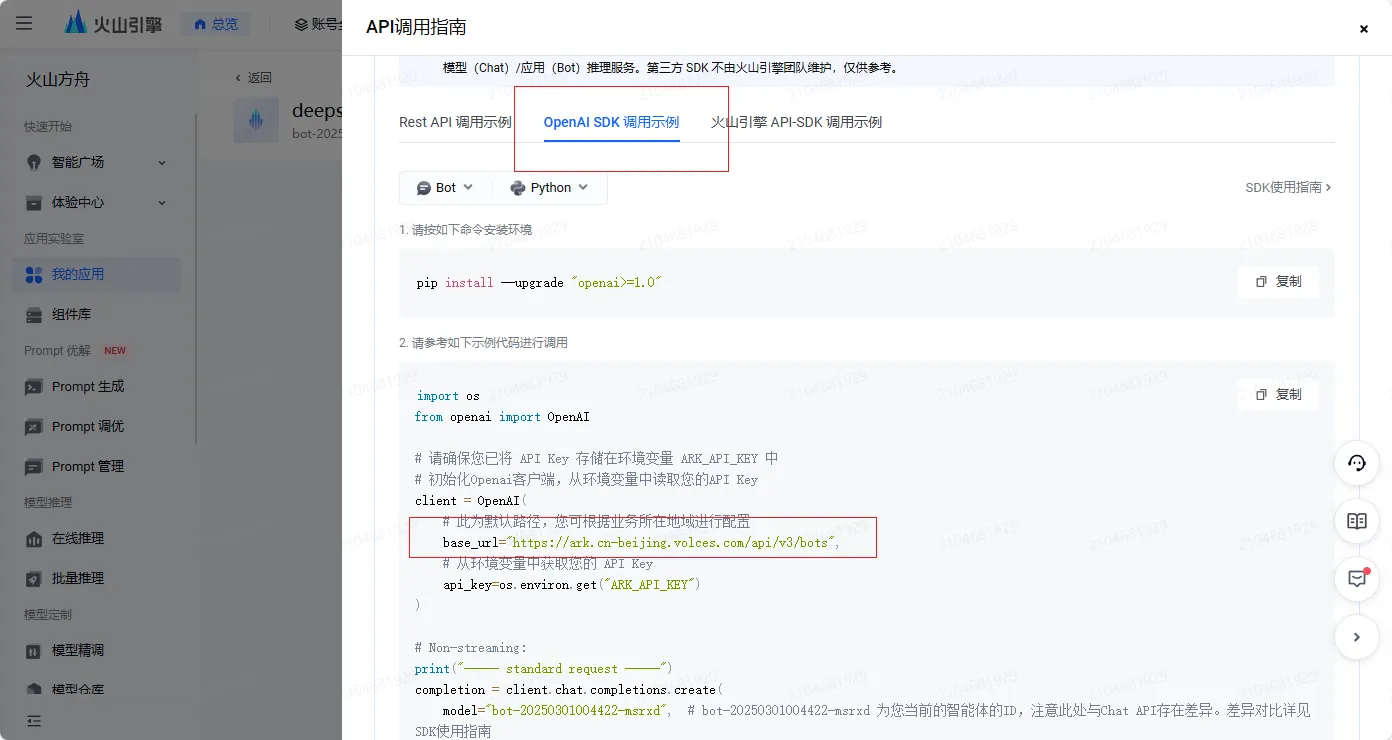 火山引擎
总览
账号全
API调用指南
模型（Chat）/应用（Bot）推理服务。第三方 SDK 不由火山引擎团队维护，仅供参考。
火山方舟
返回
deeps
bot-2025
快速开始
智能广场
体验中心
应用实验室
我的应用
组件库
Prompt 优解 NEW
Prompt 生成
Prompt 调优
Prompt 管理
模型推理
在线推理
批量推理
模型定制
模型精调
模型仓库
Rest API 调用示例
OpenAI SDK 调用示例
火山引擎 API-SDK 调用示例
Bot
Python
SDK使用指南
1. 请按如下命令安装环境
pip install --upgrade "openai>=1.0"
复制
2. 请参考如下示例代码进行调用
复制
import os
from openai import OpenAI
# 请确保您已将 API Key 存储在环境变量 ARK_API_KEY 中
# 初始化Openai客户端，从环境变量中读取您的API Key
client = OpenAI(
# 此为默认路径，您可根据业务所在地域进行配置
base_url="https://ark.cn-beijing.volces.com/api/v3/bots",
# 从环境变量中获取您的 API Key
api_key=os.environ.get("ARK_API_KEY")
)
# Non-streaming:
print("----- standard request -----")
completion = client.chat.completions.create(
model="bot-20250301004422-msrxd", # bot-20250301004422-msrxd 为您当前的智能体的ID，注意此处与Chat API存在差异。差异对比详见
SDK使用指南
2104681929